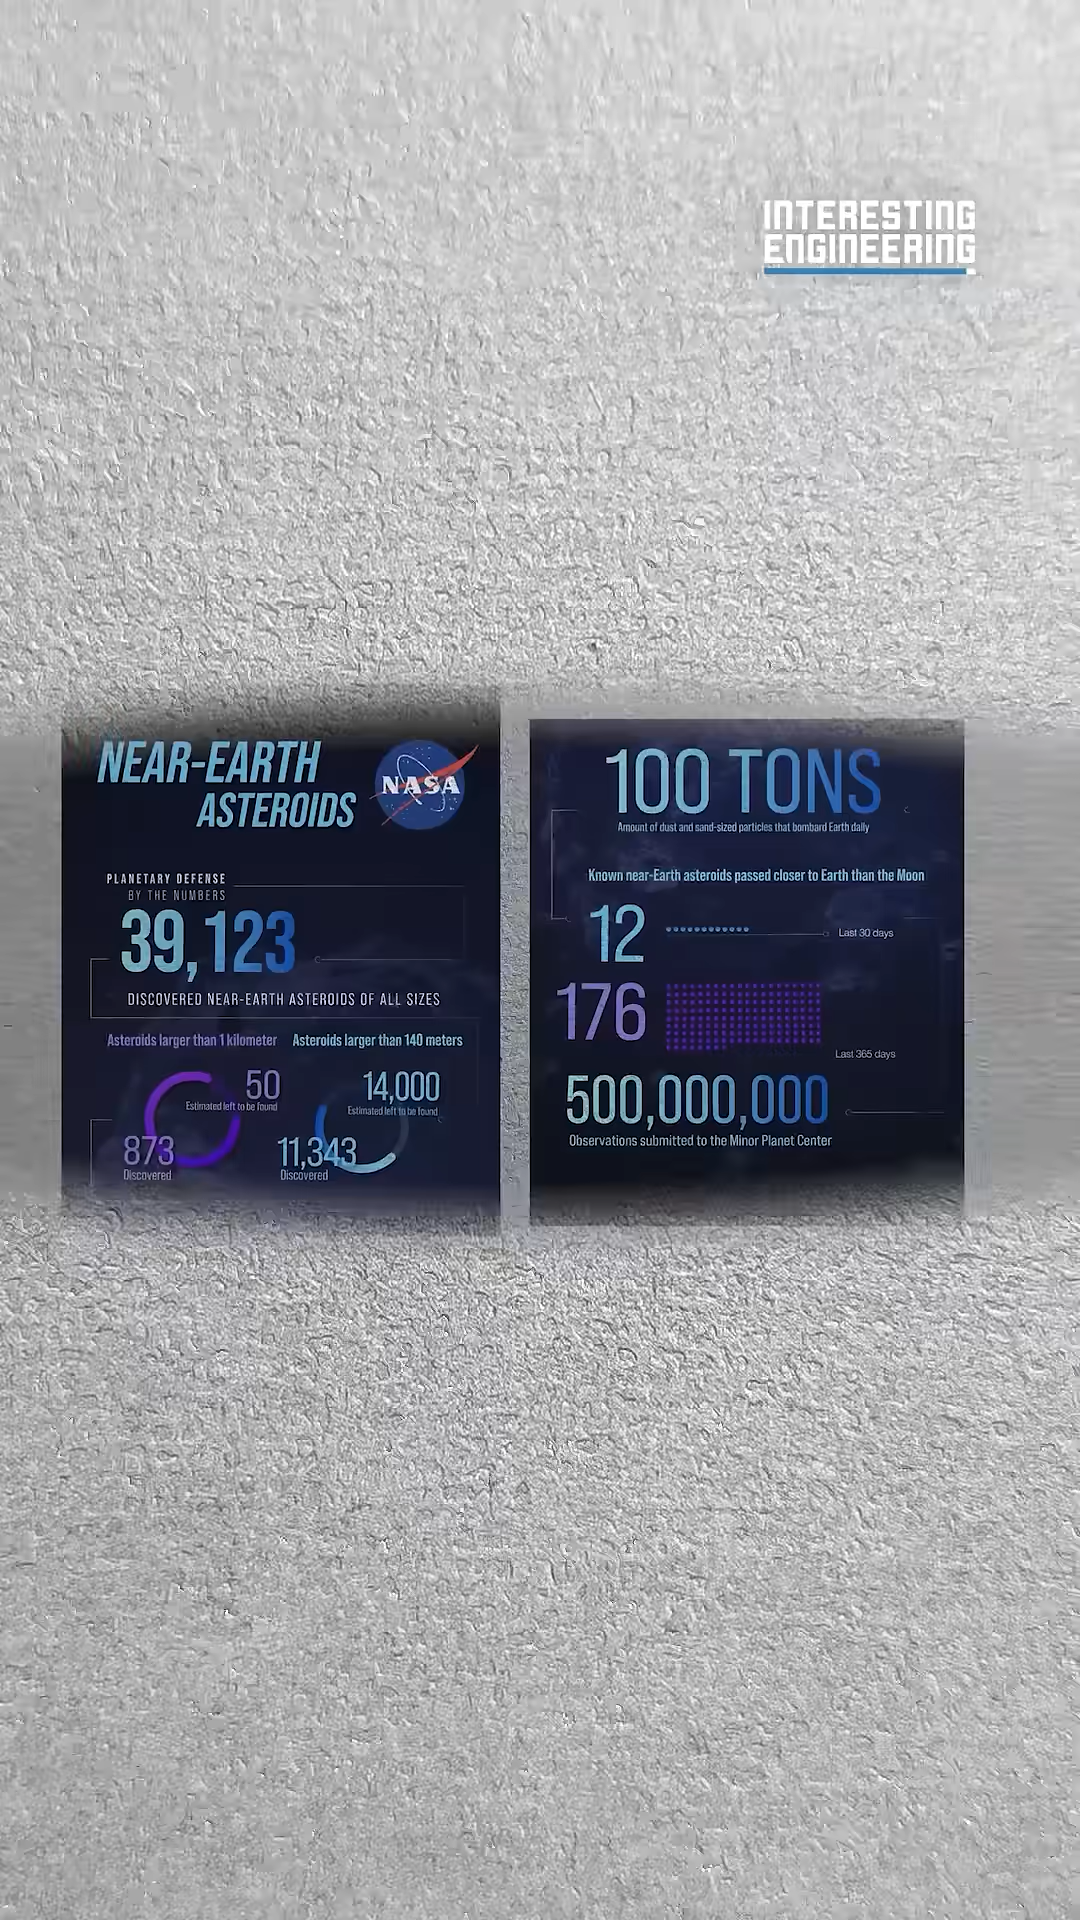 INTERESTING
ENGINEERING
NEAR-EARTH
ASTEROIDS
NASA
PLANETARY DEFENSE
BY THE NUMBERS
39,123
DISCOVERED NEAR-EARTH ASTEROIDS OF ALL SIZES
Asteroids larger than 1 kilometer
50
Estimated left to be found
873
Discovered
Asteroids larger than 140 meters
14,000
Estimated left to be found
11,343
Discovered
100 TONS
Amount of dust and sand-sized particles that bombard Earth daily
Known near-Earth asteroids passed closer to Earth than the Moon
12
Last 30 days
176
Last 365 days
500,000,000
Observations submitted to the Minor Planet Center